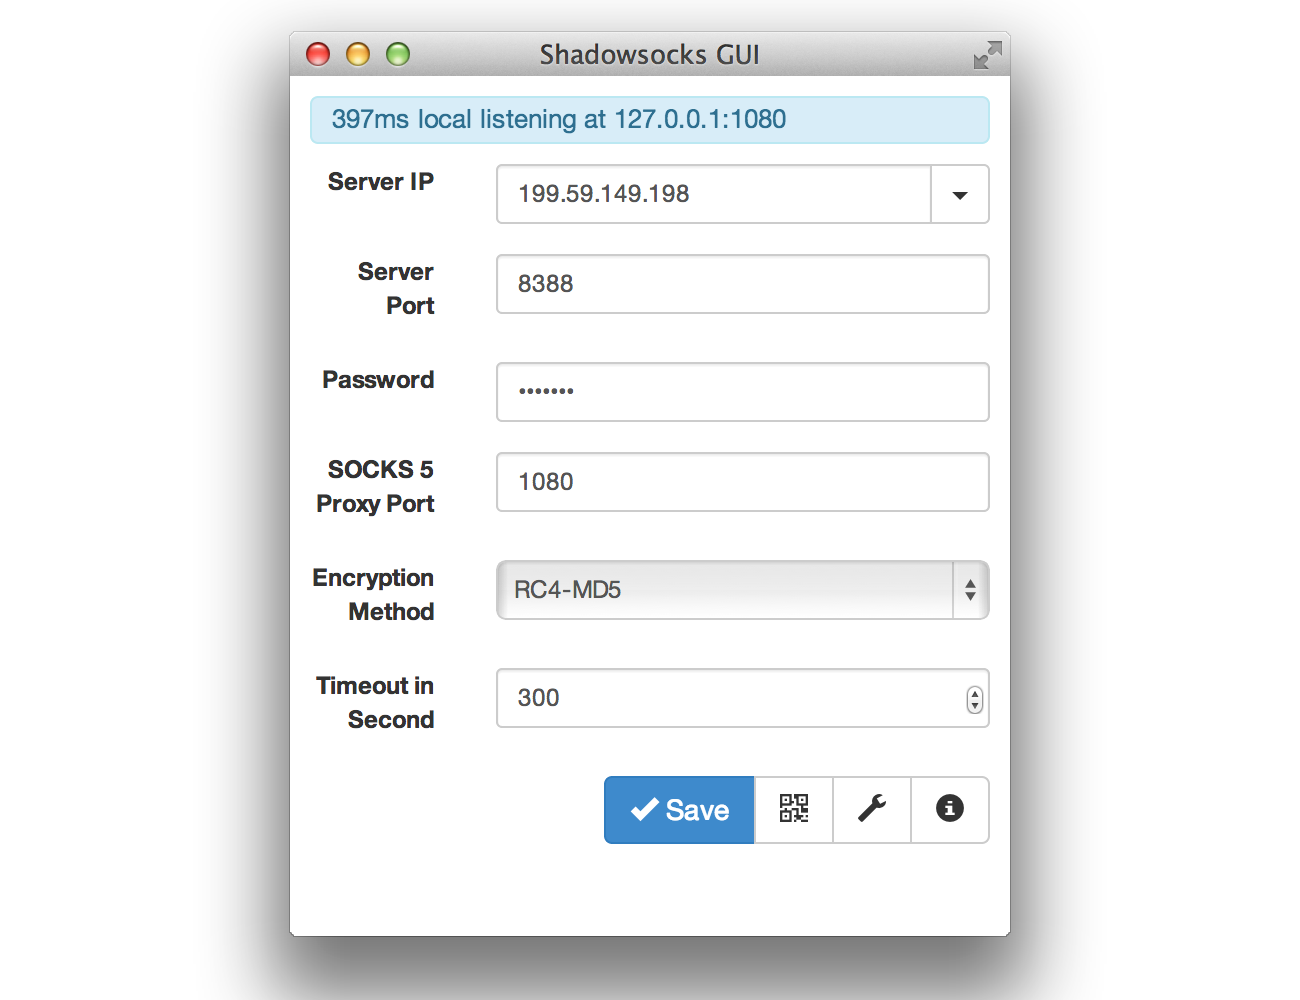 Shadowsocks GUI
397ms local listening at 127.0.0.1:1080
Server IP
199.59.149.198
Server
Port
8388
Password
•••••••
SOCKS 5
Proxy Port
1080
Encryption
Method
RC4-MD5
Timeout in
Second
300
Save